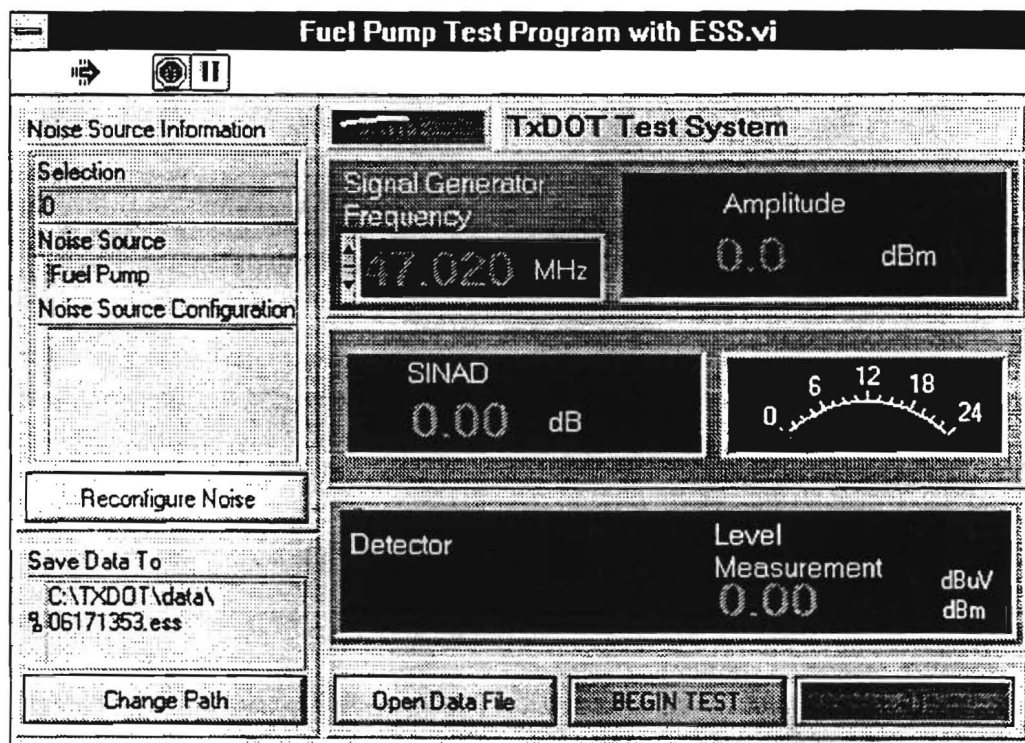 Fuel Pump Test Program with ESS.vi
Noise Source Information
Selection
0
Noise Source
Fuel Pump
Noise Source Configuration
Reconfigure Noise
Save Data To
C:\TXDOT\data\
06171353.ess
Change Path
TxDOT Test System
Signal Generator
Frequency
47.020 MHz
Amplitude
0.0 dBm
SINAD
0.00 dB
0 6 12 18 24
Detector
Level
Measurement
0.00
dBuV
dBm
Open Data File
BEGIN TEST